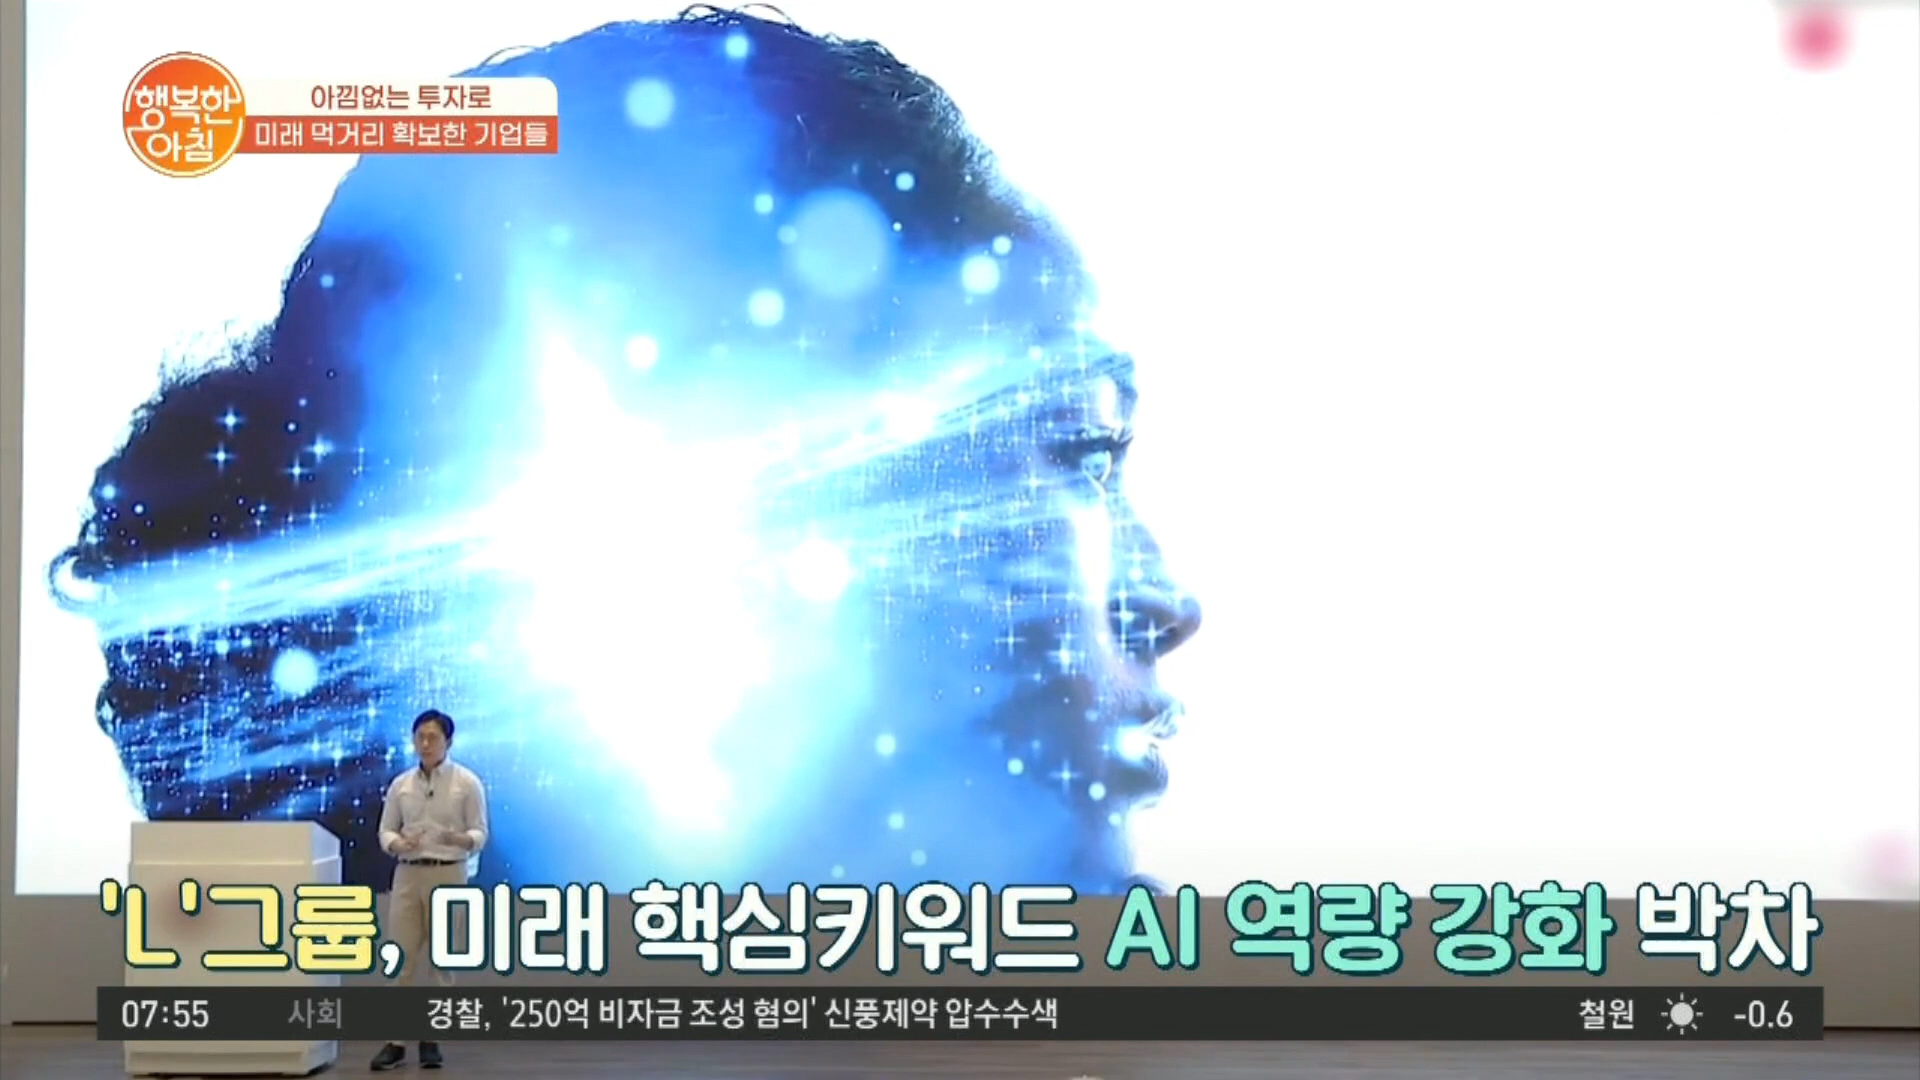 행복한
아침
아낌없는 투자로
미래 먹거리 확보한 기업들
'L'그룹, 미래 핵심키워드 AI 역량 강화 박차
07:55 사회 경찰, '250억 비자금 조성 혐의' 신풍제약 압수수색 철원 -0.6